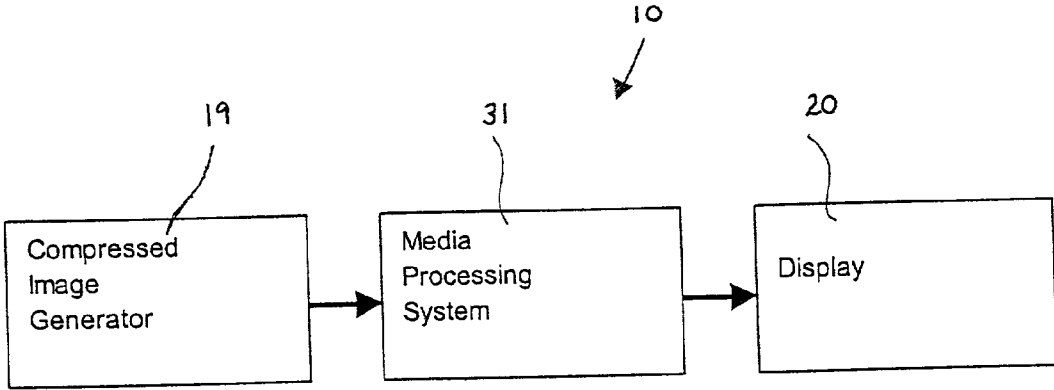 10
19
31
20
Compressed
Image
Generator
Media
Processing
System
Display